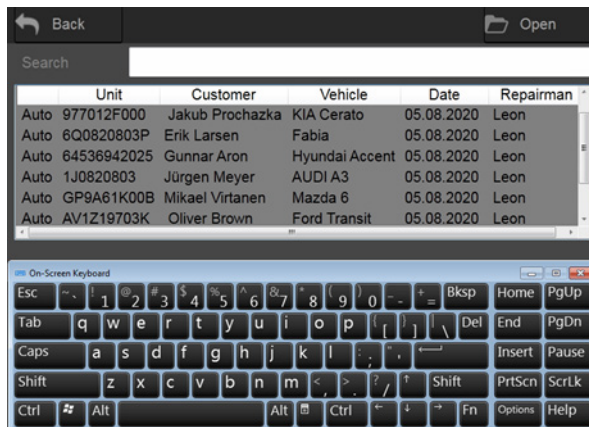 Back Open
Search
Unit Customer Vehicle Date Repairman
Auto 977012F000 Jakub Prochazka KIA Cerato 05.08.2020 Leon
Auto 6Q0820803P Erik Larsen Fabia 05.08.2020 Leon
Auto 64536942025 Gunnar Aron Hyundai Accent 05.08.2020 Leon
Auto 1J0820803 Jürgen Meyer AUDI A3 05.08.2020 Leon
Auto GP9A61K00B Mikael Virtanen Mazda 6 05.08.2020 Leon
Auto AV1Z19703K Oliver Brown Ford Transit 05.08.2020 Leon
On-Screen Keyboard
Esc ~ ` ! 1 @ 2 # 3 $ 4 % 5 ^ 6 & 7 * 8 ( 9 ) 0 _ - + = Bksp Home PgUp
Tab q w e r t y u i o p { [ } ] | \ Del End PgDn
Caps a s d f g h j k l : ; " ' Insert Pause
Shift z x c v b n m < , > . ? / ↑ Shift PrtScn ScrLk
Ctrl Alt Alt Ctrl ← ↓ → Fn Options Help